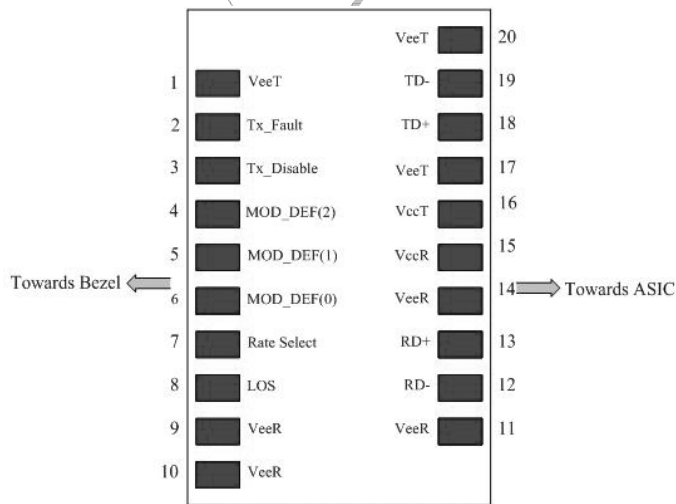 VeeT 20
1 VeeT TD- 19
2 Tx_Fault TD+ 18
3 Tx_Disable VeeT 17
4 MOD_DEF(2) VccT 16
5 MOD_DEF(1) VccR 15
Towards Bezel
6 MOD_DEF(0) VeeR 14 Towards ASIC
7 Rate Select RD+ 13
8 LOS RD- 12
9 VeeR VeeR 11
10 VeeR